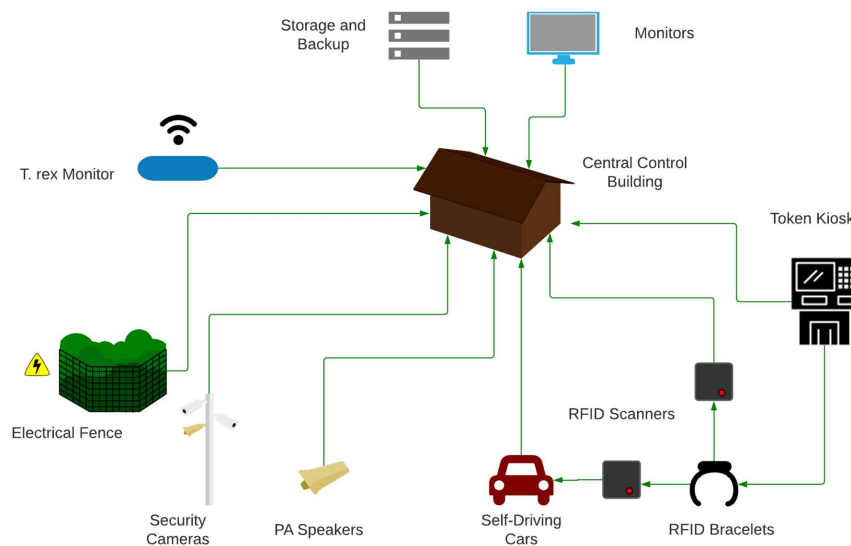 Storage and
Backup
Monitors
T. rex Monitor
Central Control
Building
Token Kiosk
RFID Scanners
Electrical Fence
Security
Cameras
PA Speakers
Self-Driving
Cars
RFID Bracelets